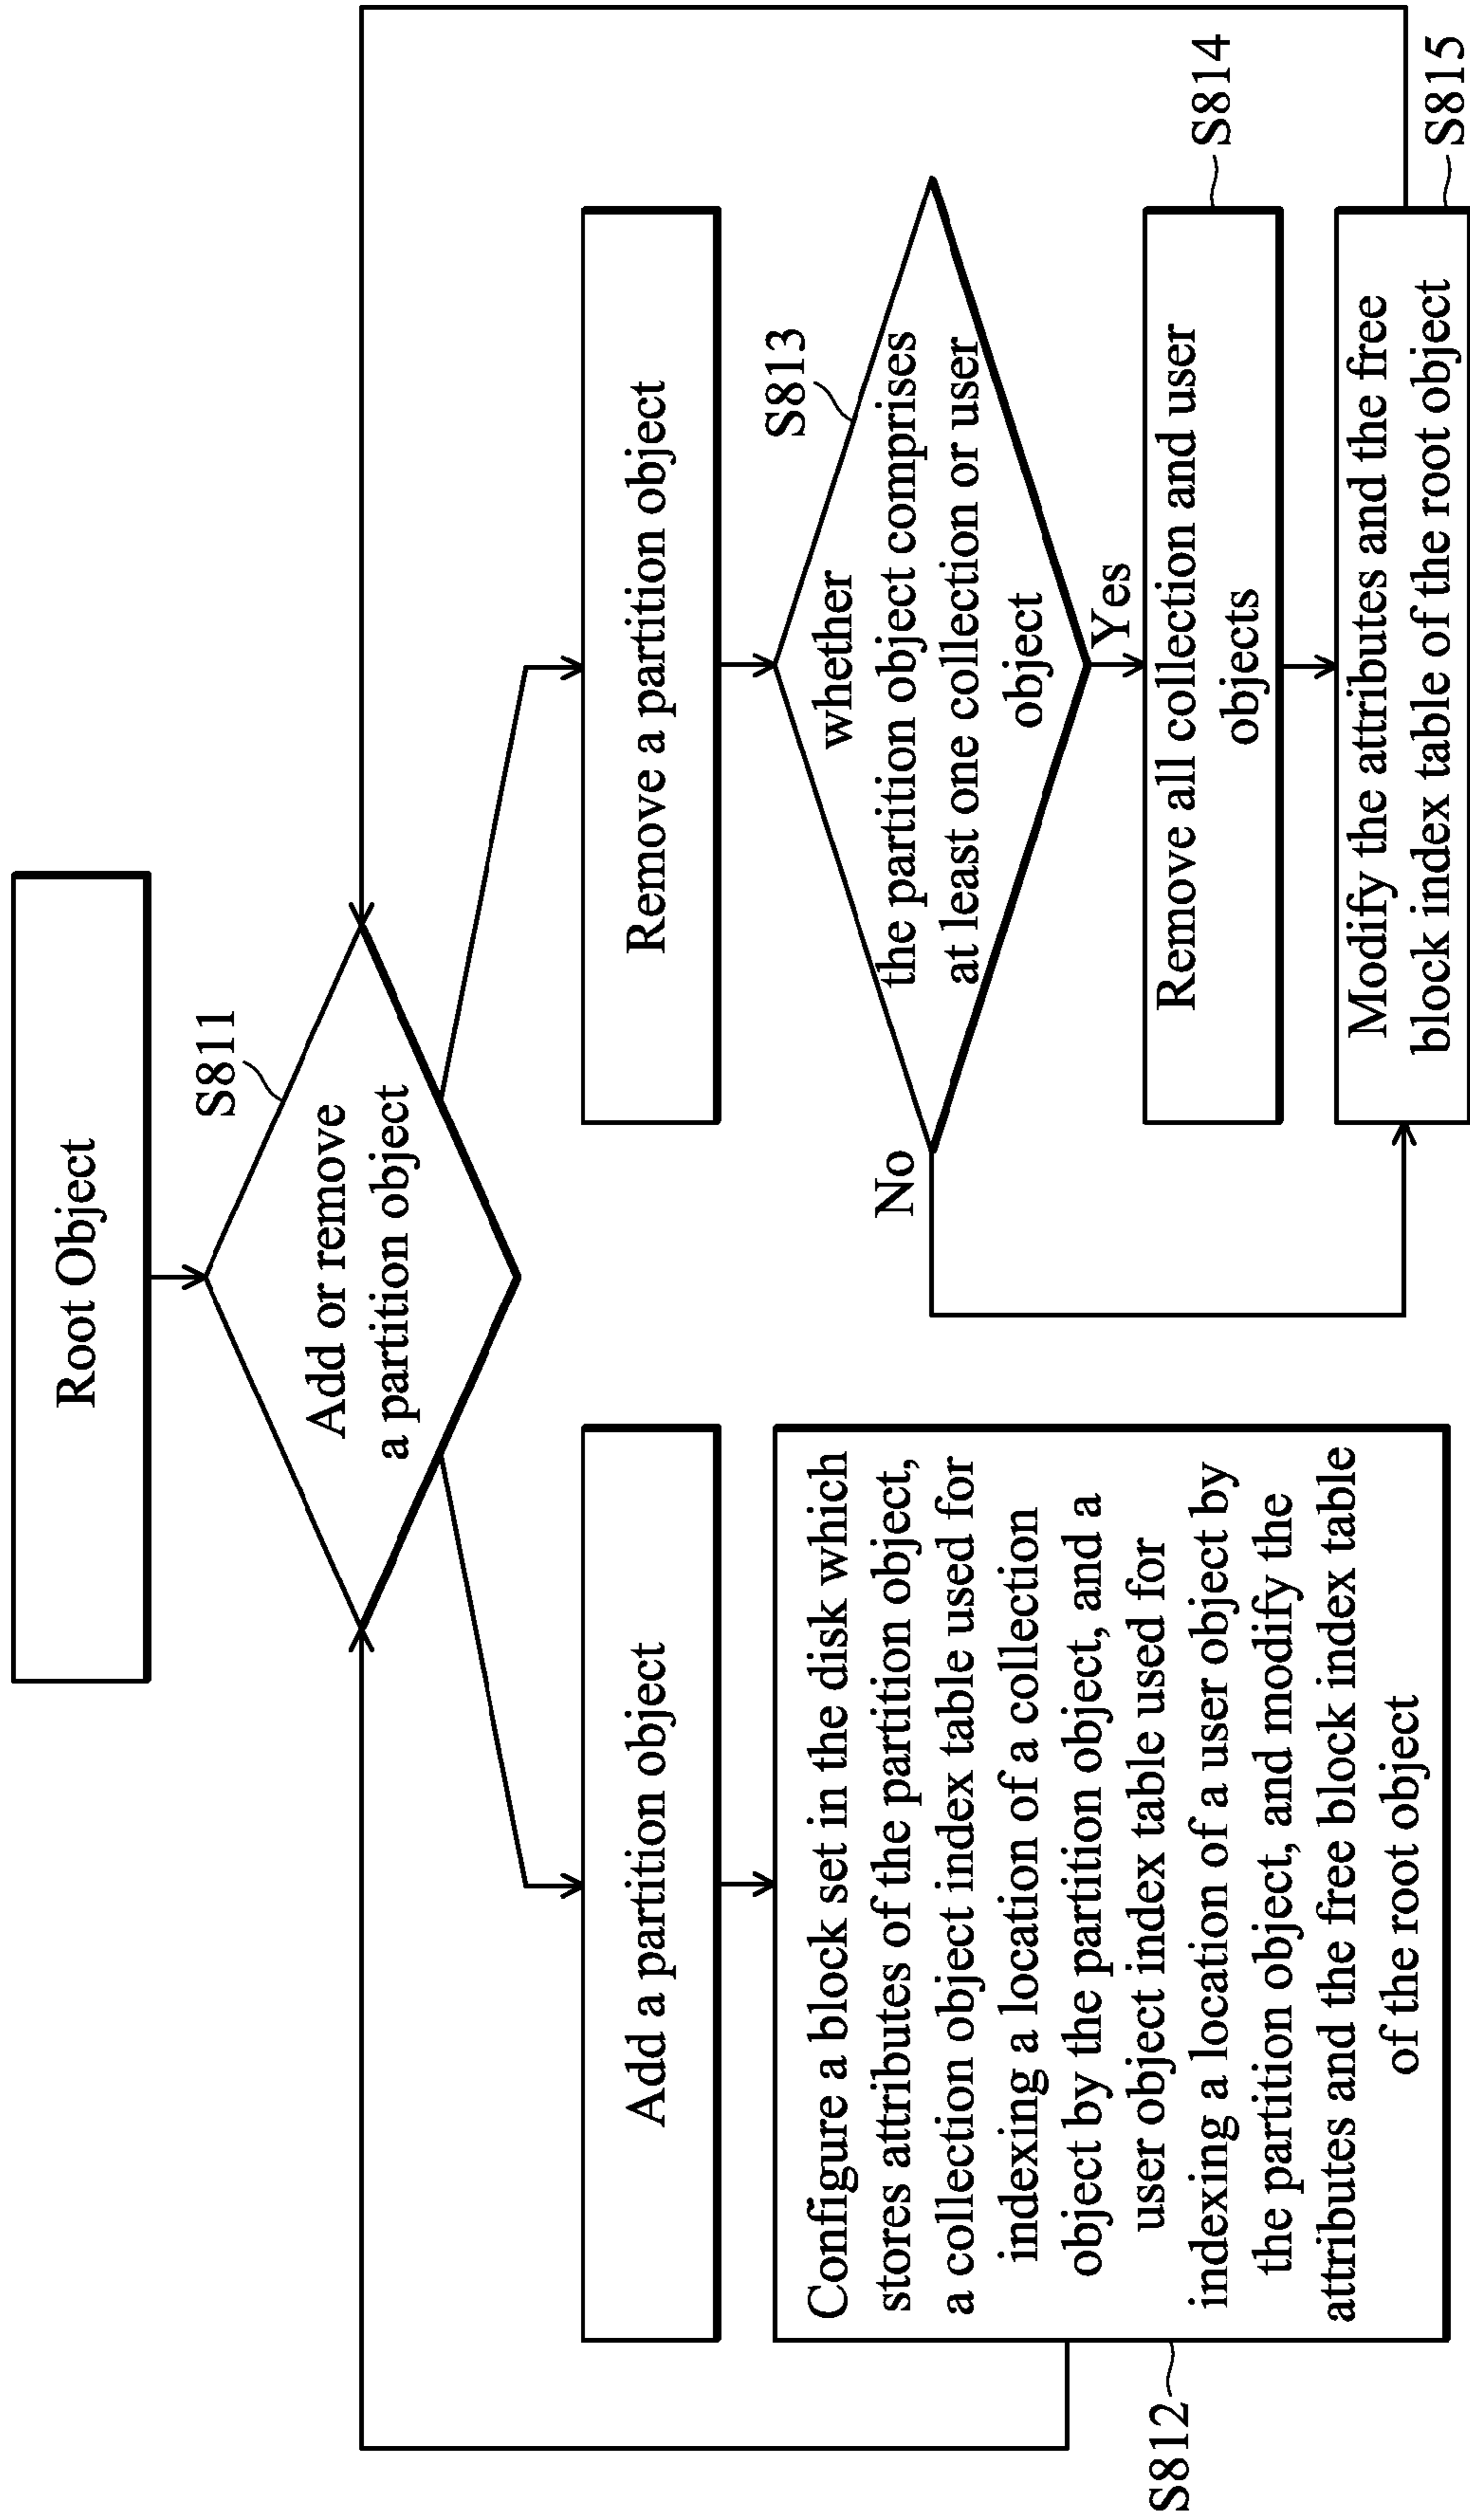 Root Object
S811
Add or remove
a partition object
Add a partition object
Configure a block set in the disk which
stores attributes of the partition object,
a collection object index table used for
indexing a location of a collection
object by the partition object, and a
user object index table used for
indexing a location of a user object by
the partition object, and modify the
attributes and the free block index table
of the root object
S812
Remove a partition object
S813
whether
the partition object comprises
at least one collection or user
object
No
Yes
Remove all collection and user
objects
S814
Modify the attributes and the free
block index table of the root object
S815